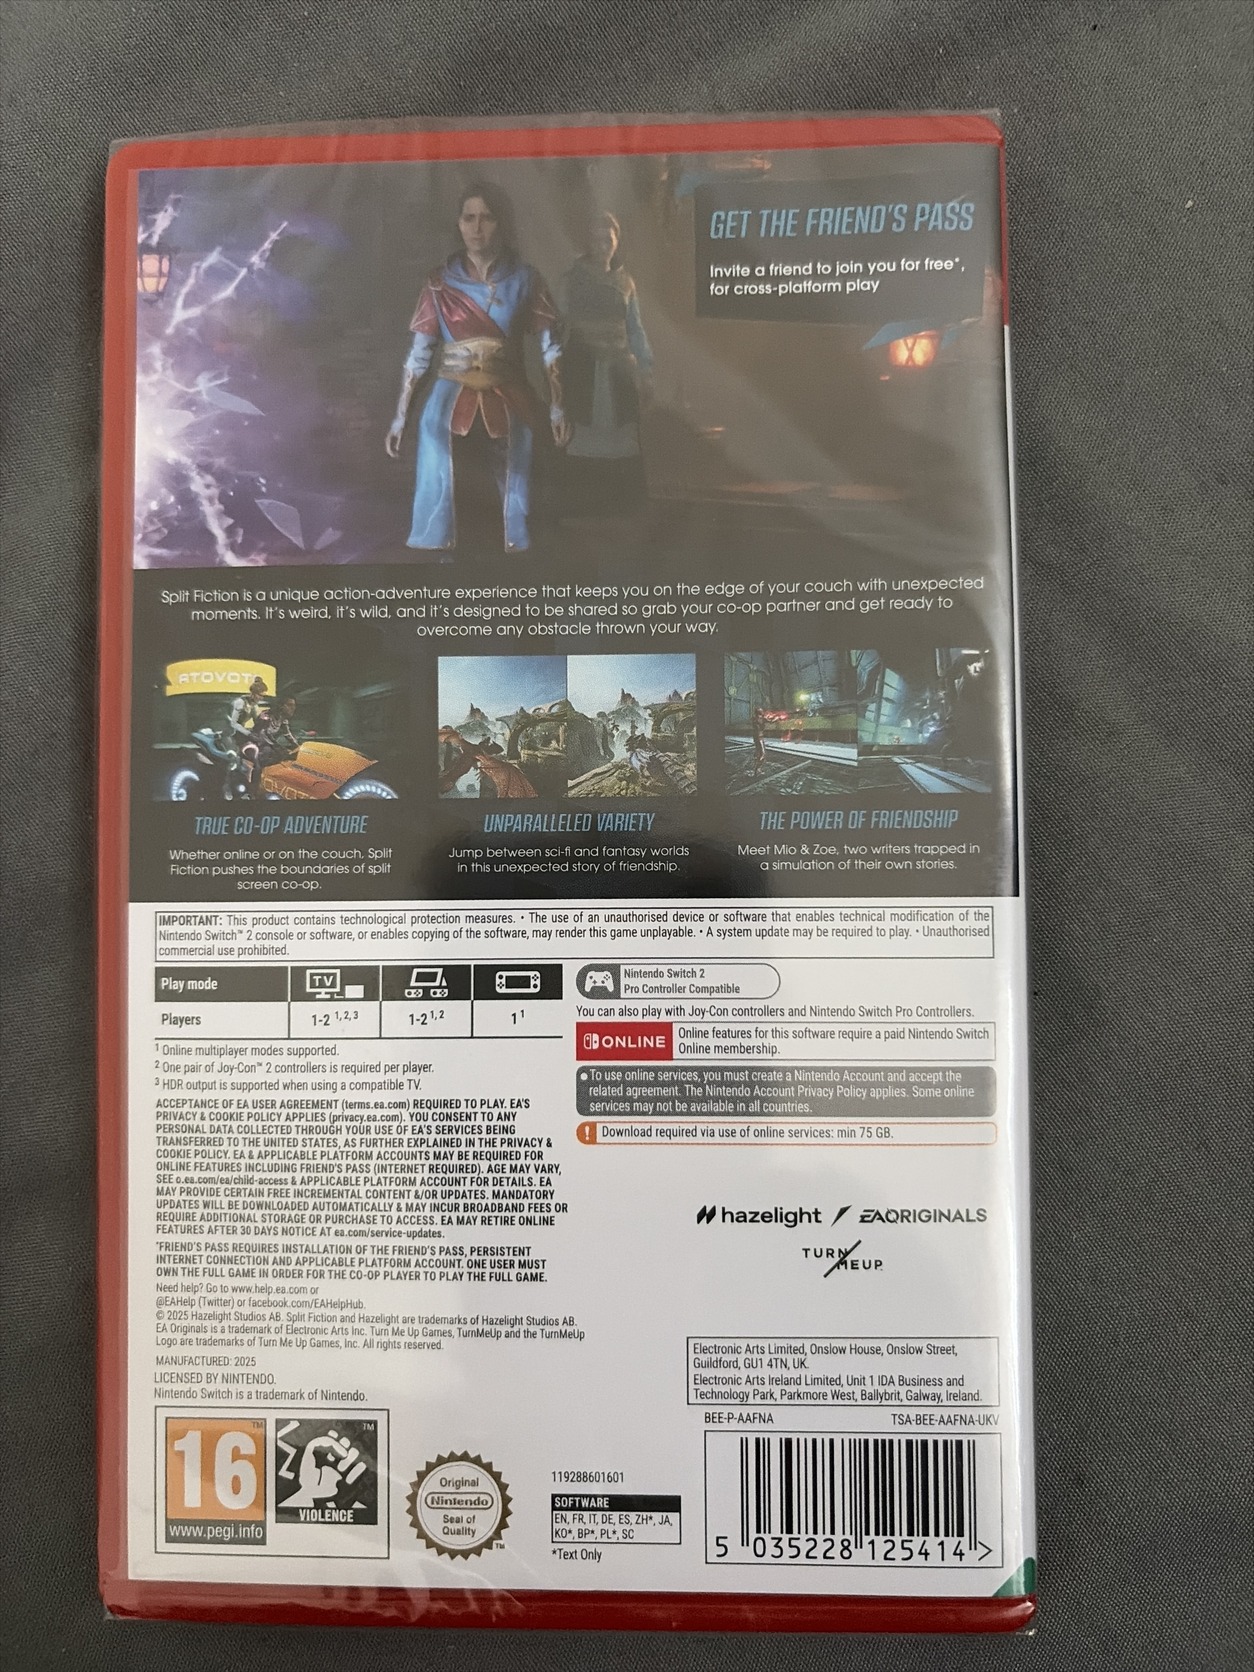 GET THE FRIEND'S PASS
Invite a friend to join you for free*,
for cross-platform play
Split Fiction is a unique action-adventure experience that keeps you on the edge of your couch with unexpected
moments. It's weird, it's wild, and it's designed to be shared so grab your co-op partner and get ready to
overcome any obstacle thrown your way.
TRUE CO-OP ADVENTURE
Whether online or on the couch, Split
Fiction pushes the boundaries of split
screen co-op.
UNPARALLELED VARIETY
Jump between sci-fi and fantasy worlds
in this unexpected story of friendship.
THE POWER OF FRIENDSHIP
Meet Mio & Zoe, two writers trapped in
a simulation of their own stories.
IMPORTANT: This product contains technological protection measures. • The use of an unauthorised device or software that enables technical modification of the
Nintendo Switch™ 2 console or software, or enables copying of the software, may render this game unplayable. • A system update may be required to play. • Unauthorised
commercial use prohibited.
Play mode TV
Players 1-2 1,2,3 1-2 1,2 1 1
1 Online multiplayer modes supported.
2 One pair of Joy-Con™ 2 controllers is required per player.
3 HDR output is supported when using a compatible TV.
ACCEPTANCE OF EA USER AGREEMENT (terms.ea.com) REQUIRED TO PLAY. EA'S
PRIVACY & COOKIE POLICY APPLIES (privacy.ea.com). YOU CONSENT TO ANY
PERSONAL DATA COLLECTED THROUGH YOUR USE OF EA'S SERVICES BEING
TRANSFERRED TO THE UNITED STATES, AS FURTHER EXPLAINED IN THE PRIVACY &
COOKIE POLICY. EA & APPLICABLE PLATFORM ACCOUNTS MAY BE REQUIRED FOR
ONLINE FEATURES INCLUDING FRIEND'S PASS (INTERNET REQUIRED). AGE MAY VARY,
SEE o.ea.com/ea/child-access & APPLICABLE PLATFORM ACCOUNT FOR DETAILS. EA
MAY PROVIDE CERTAIN FREE INCREMENTAL CONTENT &/OR UPDATES. MANDATORY
UPDATES WILL BE DOWNLOADED AUTOMATICALLY & MAY INCUR BROADBAND FEES OR
REQUIRE ADDITIONAL STORAGE OR PURCHASE TO ACCESS. EA MAY RETIRE ONLINE
FEATURES AFTER 30 DAYS NOTICE AT ea.com/service-updates.
*FRIEND'S PASS REQUIRES INSTALLATION OF THE FRIEND'S PASS, PERSISTENT
INTERNET CONNECTION AND APPLICABLE PLATFORM ACCOUNT. ONE USER MUST
OWN THE FULL GAME IN ORDER FOR THE CO-OP PLAYER TO PLAY THE FULL GAME.
Need help? Go to www.help.ea.com or
@EAHelp (Twitter) or facebook.com/EAHelpHub.
© 2025 Hazelight Studios AB. Split Fiction and Hazelight are trademarks of Hazelight Studios AB.
EA Originals is a trademark of Electronic Arts Inc. Turn Me Up Games, TurnMeUp and the TurnMeUp
Logo are trademarks of Turn Me Up Games, Inc. All rights reserved.
MANUFACTURED: 2025
LICENSED BY NINTENDO.
Nintendo Switch is a trademark of Nintendo.
Nintendo Switch 2
Pro Controller Compatible
You can also play with Joy-Con controllers and Nintendo Switch Pro Controllers.
ONLINE
Online features for this software require a paid Nintendo Switch
Online membership.
• To use online services, you must create a Nintendo Account and accept the
related agreement. The Nintendo Account Privacy Policy applies. Some online
services may not be available in all countries.
! Download required via use of online services: min 75 GB.
hazelight EA ORIGINALS
TURN
ME UP
Electronic Arts Limited, Onslow House, Onslow Street,
Guildford, GU1 4TN, UK.
Electronic Arts Ireland Limited, Unit 1 IDA Business and
Technology Park, Parkmore West, Ballybrit, Galway, Ireland.
BEE-P-AAFNA TSA-BEE-AAFNA-UKV
16™
www.pegi.info
VIOLENCE™
Original
Nintendo
Seal of
Quality
™
119288601601
SOFTWARE
EN, FR, IT, DE, ES, ZH*, JA,
KO*, BP*, PL*, SC
*Text Only
5 035228 125414 >